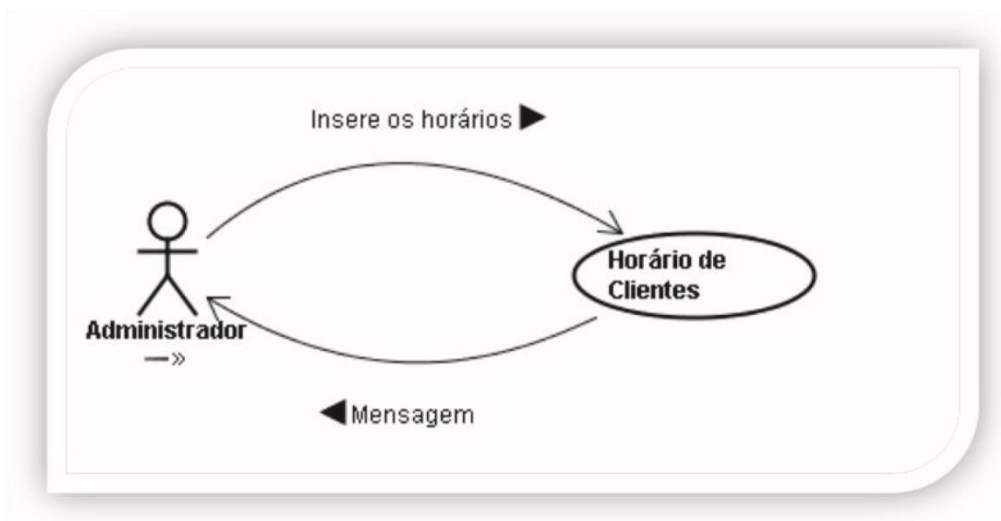 Insere os horários ▶
Horário de
Clientes
Administrador
—»
◀ Mensagem